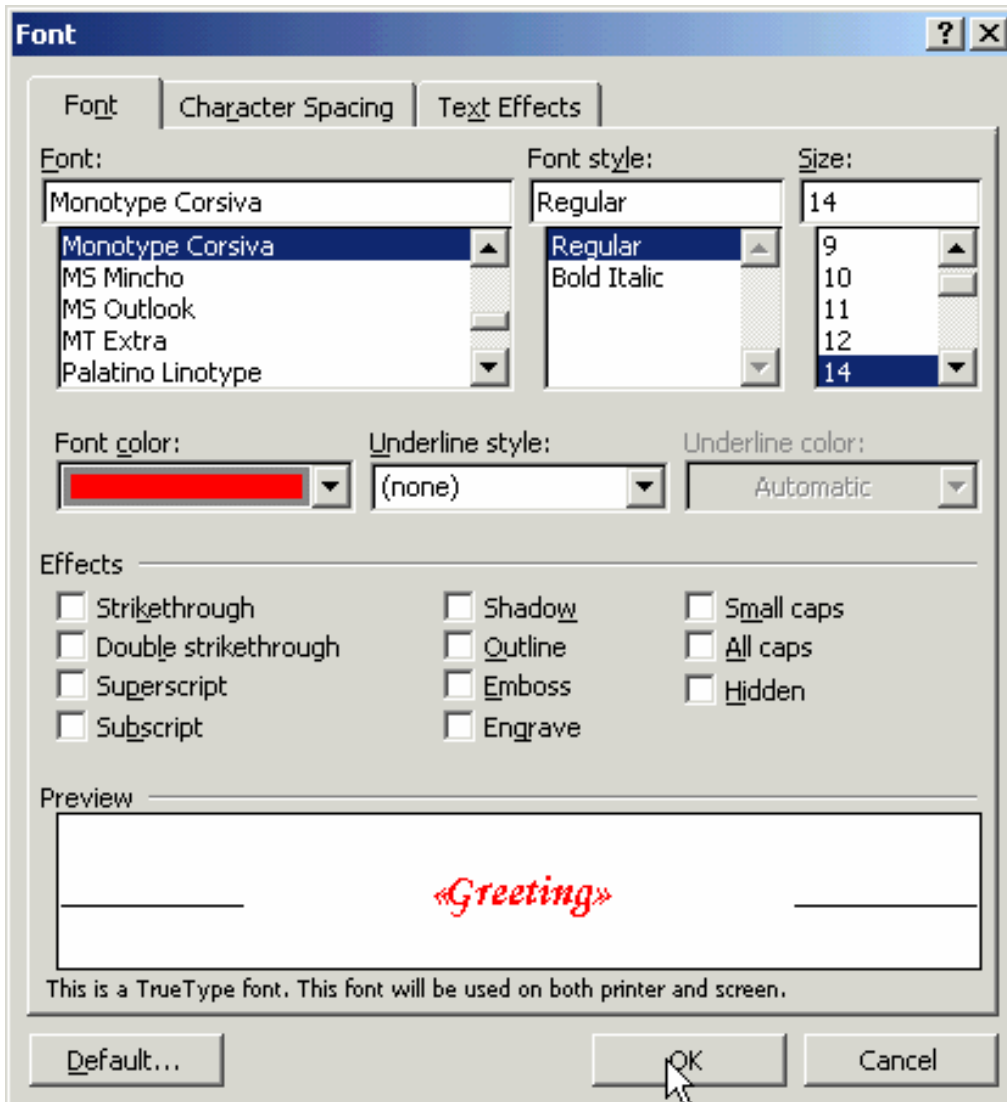 Font
Font Character Spacing Text Effects
Font: Font style: Size:
Monotype Corsiva Regular 14
Monotype Corsiva Regular 9
MS Mincho Bold Italic 10
MS Outlook 11
MT Extra 12
Palatino Linotype 14
Font color: Underline style: Underline color:
(none) Automatic
Effects
Strikethrough Shadow Small caps
Double strikethrough Outline All caps
Superscript Emboss Hidden
Subscript Engrave
Preview
«Greeting»
This is a TrueType font. This font will be used on both printer and screen.
Default... OK Cancel